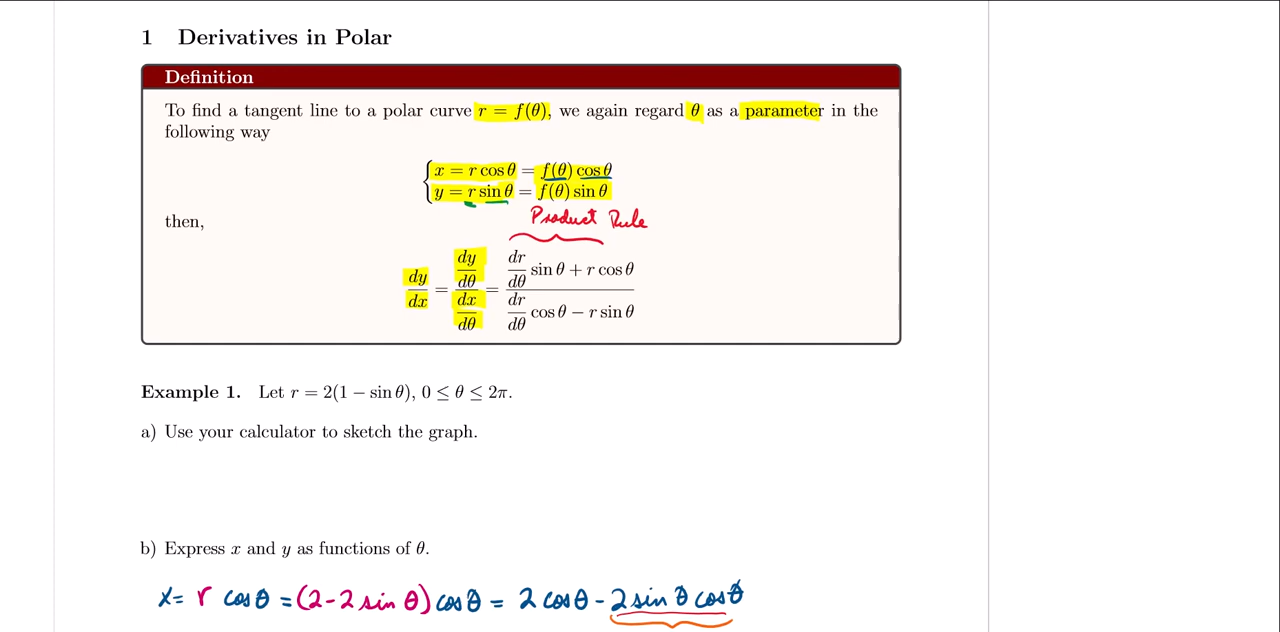 1 Derivatives in Polar
Definition
To find a tangent line to a polar curve r = f(θ), we again regard θ as a parameter in the
following way
{x = r cos θ = f(θ) cos θ
{y = r sin θ = f(θ) sin θ
Product Rule
then,
dy/dx = (dy/dθ)/(dx/dθ) = (dr/dθ sin θ + r cos θ)/(dr/dθ cos θ − r sin θ)
Example 1. Let r = 2(1 − sin θ), 0 ≤ θ ≤ 2π.
a) Use your calculator to sketch the graph.
b) Express x and y as functions of θ.
x = r cos θ = (2-2 sin θ) cos θ = 2 cos θ - 2 sin θ cos θ